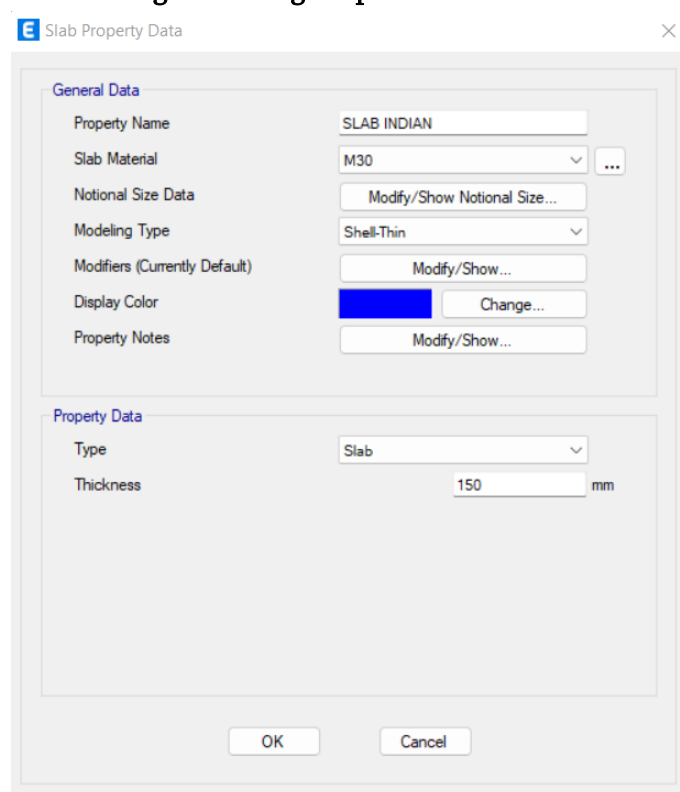 E Slab Property Data
General Data
Property Name SLAB INDIAN
Slab Material M30 ...
Notional Size Data Modify/Show Notional Size...
Modeling Type Shell-Thin
Modifiers (Currently Default) Modify/Show...
Display Color Change...
Property Notes Modify/Show...
Property Data
Type Slab
Thickness 150 mm
OK Cancel